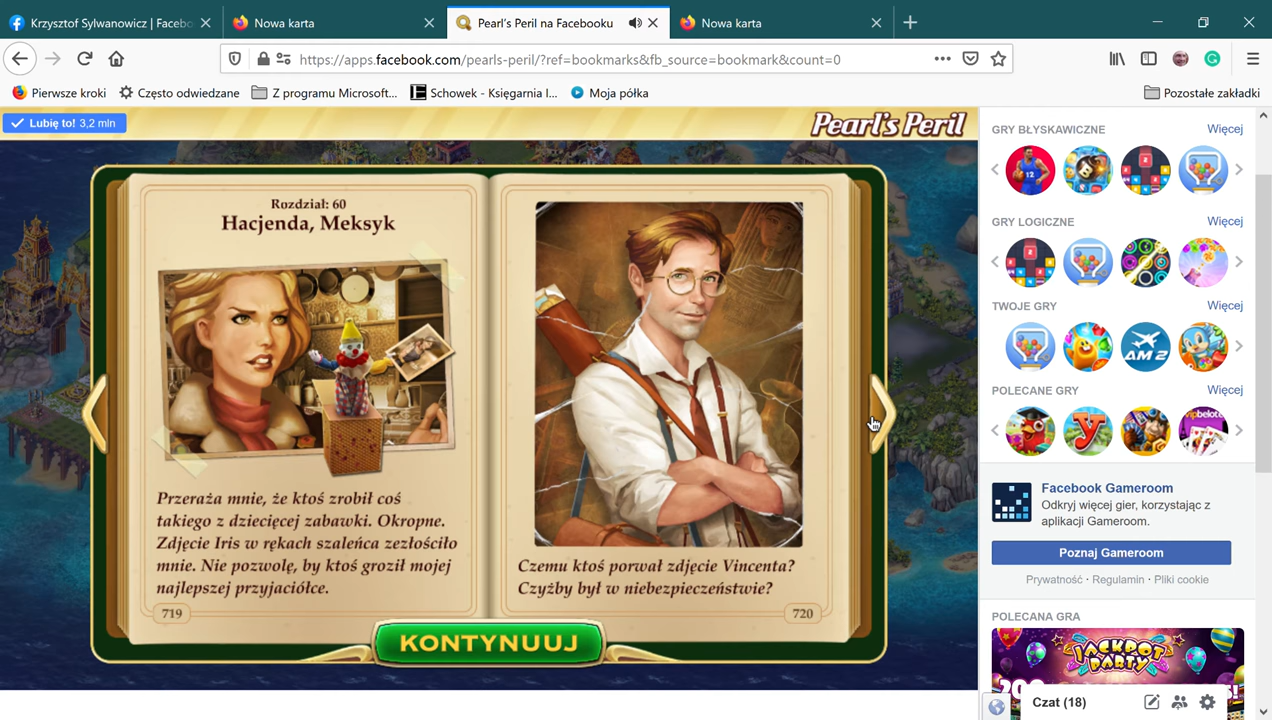 Krzysztof Sylwanowicz | Facebo
Nowa karta
Pearl's Peril na Facebooku
Nowa karta
https://apps.facebook.com/pearls-peril/?ref=bookmarks&fb_source=bookmark&count=0
Pierwsze kroki
Często odwiedzane
Z programu Microsoft...
Schowek - Księgarnia I...
Moja półka
Pozostałe zakładki
Lubię to! 3,2 mln
Pearl's Peril
Rozdział: 60
Hacjenda, Meksyk
Przeraża mnie, że ktoś zrobił coś
takiego z dziecięcej zabawki. Okropne.
Zdjęcie Iris w rękach szaleńca zezłościło
mnie. Nie pozwolę, by ktoś groził mojej
najlepszej przyjaciółce.
719
Czemu ktoś porwał zdjęcie Vincenta?
Czyżby był w niebezpieczeństwie?
720
KONTYNUUJ
GRY BŁYSKAWICZNE
Więcej
12
2
GRY LOGICZNE
Więcej
2
TWOJE GRY
Więcej
AM 2
POLECANE GRY
Więcej
Y
vipbelote
Facebook Gameroom
Odkryj więcej gier, korzystając z
aplikacji Gameroom.
Poznaj Gameroom
Prywatność · Regulamin · Pliki cookie
POLECANA GRA
JACKPOT
PARTY
Czat (18)